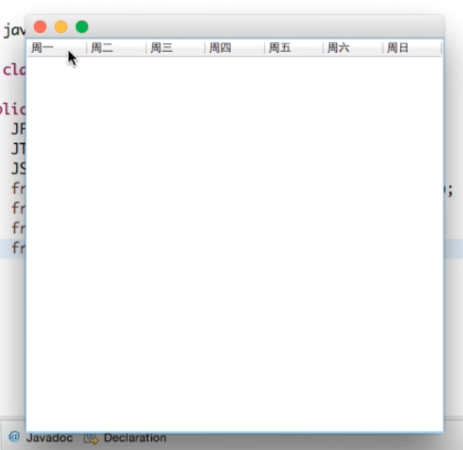 jav
周一 周二 周三 周四 周五 周六 周日
cla
blic
JF
JT
JS
fr ;
fr
fr
fr
@ Javadoc Declaration